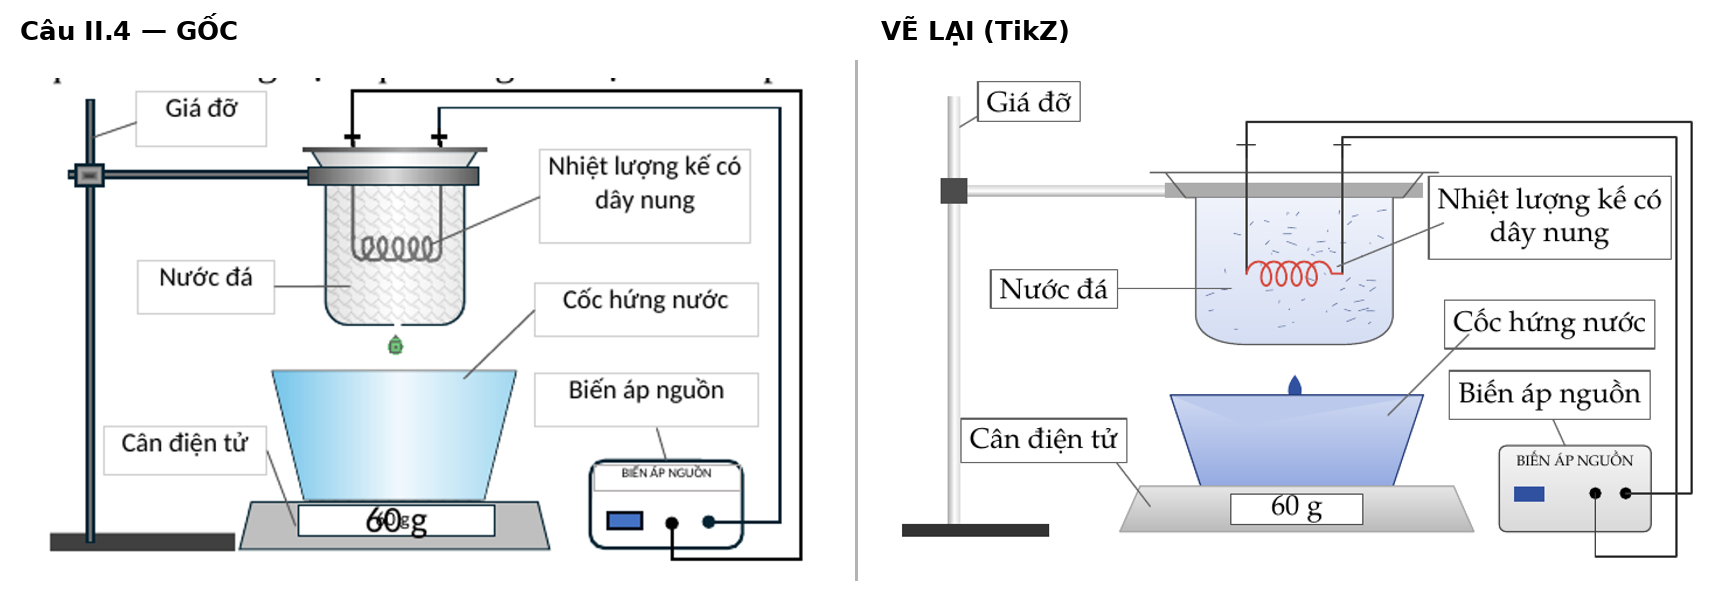 Câu II.4 — GỐC
Giá đỡ
Nhiệt lượng kế có
dây nung
Nước đá
Cốc hứng nước
Biến áp nguồn
Cân điện tử
BIẾN ÁP NGUỒN
60 g
VẼ LẠI (TikZ)
Giá đỡ
Nhiệt lượng kế có
dây nung
Nước đá
Cốc hứng nước
Biến áp nguồn
Cân điện tử
BIẾN ÁP NGUỒN
60 g